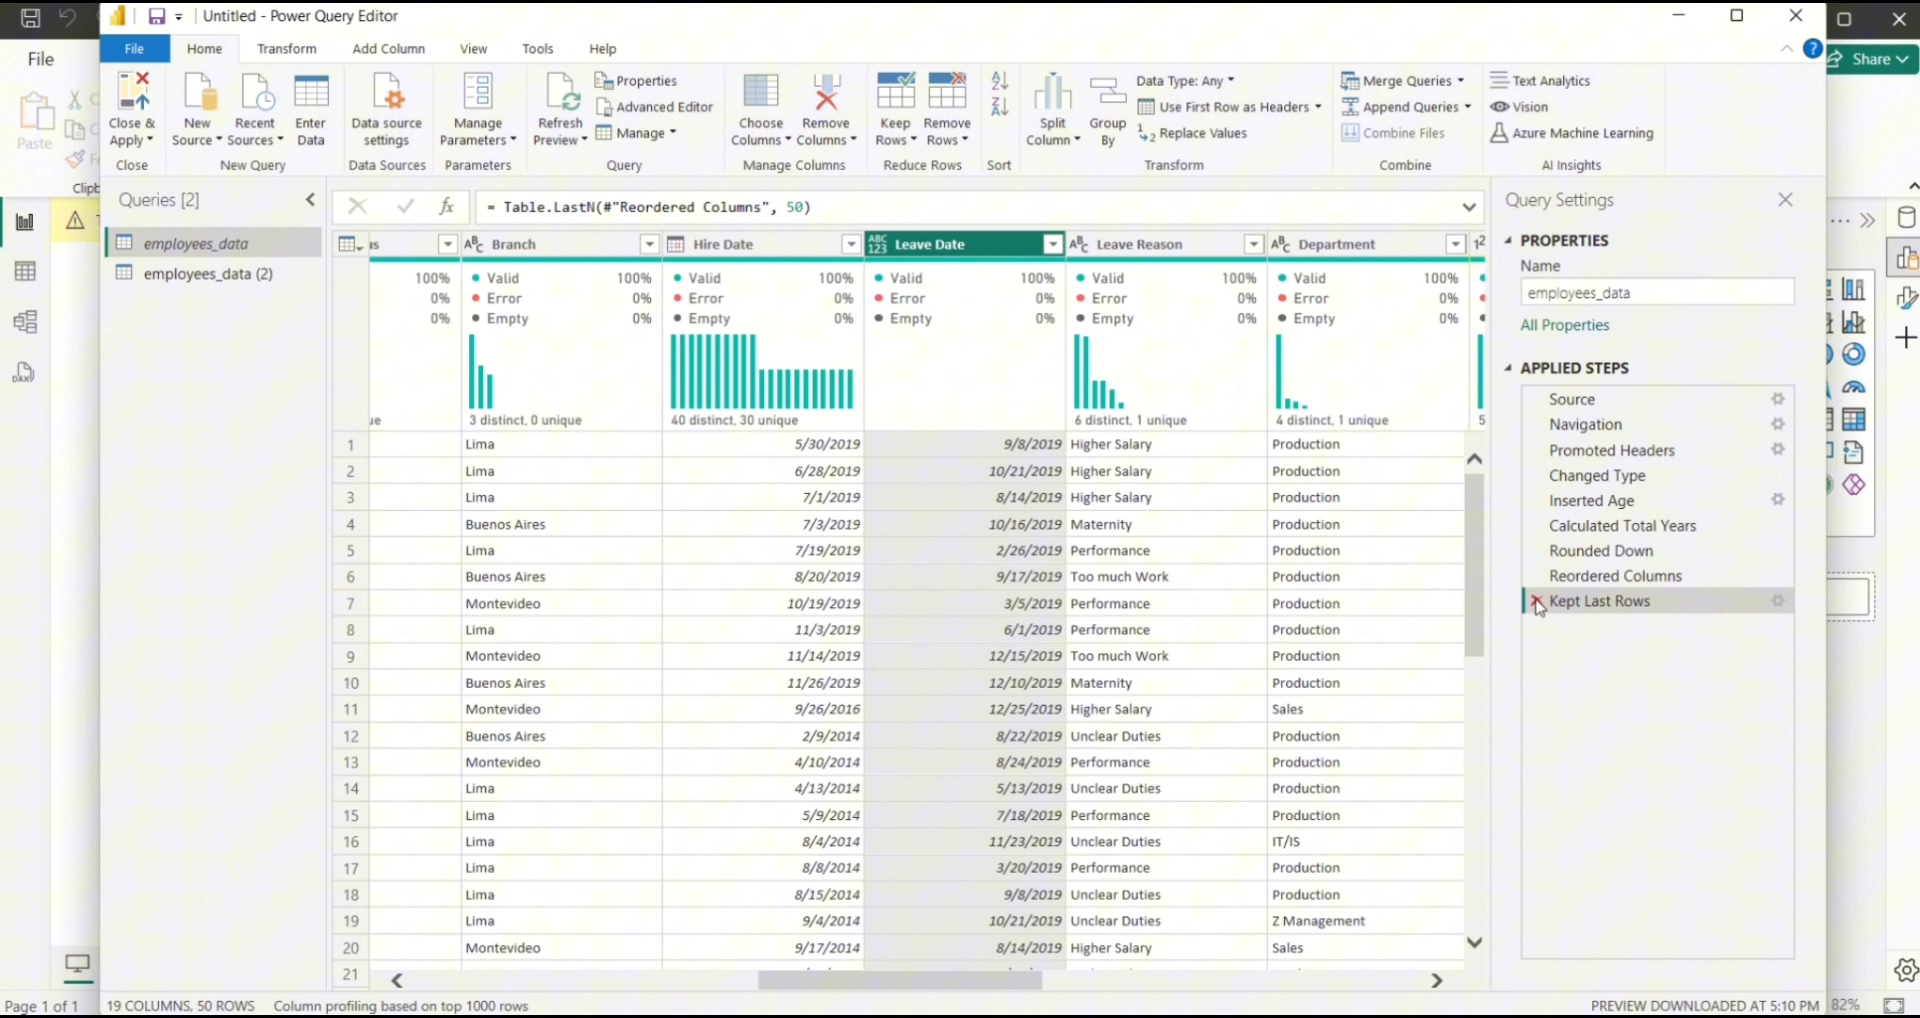 Untitled - Power Query Editor
File
File Home Transform Add Column View Tools Help
Share
Paste
Clipb
Close & Apply
Close
New Source
Recent Sources
Enter Data
New Query
Data source settings
Data Sources
Manage Parameters
Parameters
Refresh Preview
Properties
Advanced Editor
Manage
Query
Choose Columns
Remove Columns
Manage Columns
Keep Rows
Remove Rows
Reduce Rows
Sort
Split Column
Group By
Data Type: Any
Use First Row as Headers
Replace Values
Transform
Merge Queries
Append Queries
Combine Files
Combine
Text Analytics
Vision
Azure Machine Learning
AI Insights
Queries [2]
employees_data
employees_data (2)
= Table.LastN(#"Reordered Columns", 50)
Branch Hire Date Leave Date Leave Reason Department
100% Valid 100% Valid 100% Valid 100% Valid 100% Valid 100%
0% Error 0% Error 0% Error 0% Error 0% Error 0%
0% Empty 0% Empty 0% Empty 0% Empty 0% Empty 0%
3 distinct, 0 unique 40 distinct, 30 unique 6 distinct, 1 unique 4 distinct, 1 unique
1 Lima 5/30/2019 9/8/2019 Higher Salary Production
2 Lima 6/28/2019 10/21/2019 Higher Salary Production
3 Lima 7/1/2019 8/14/2019 Higher Salary Production
4 Buenos Aires 7/3/2019 10/16/2019 Maternity Production
5 Lima 7/19/2019 2/26/2019 Performance Production
6 Buenos Aires 8/20/2019 9/17/2019 Too much Work Production
7 Montevideo 10/19/2019 3/5/2019 Performance Production
8 Lima 11/3/2019 6/1/2019 Performance Production
9 Montevideo 11/14/2019 12/15/2019 Too much Work Production
10 Buenos Aires 11/26/2019 12/10/2019 Maternity Production
11 Montevideo 9/26/2016 12/25/2019 Higher Salary Sales
12 Buenos Aires 2/9/2014 8/22/2019 Unclear Duties Production
13 Montevideo 4/10/2014 8/24/2019 Performance Production
14 Lima 4/13/2014 5/13/2019 Unclear Duties Production
15 Lima 5/9/2014 7/18/2019 Performance Production
16 Lima 8/4/2014 11/23/2019 Unclear Duties IT/IS
17 Lima 8/8/2014 3/20/2019 Performance Production
18 Lima 8/15/2014 9/8/2019 Unclear Duties Production
19 Lima 9/4/2014 10/21/2019 Unclear Duties Z Management
20 Montevideo 9/17/2014 8/14/2019 Higher Salary Sales
21
Query Settings
PROPERTIES
Name
employees_data
All Properties
APPLIED STEPS
Source
Navigation
Promoted Headers
Changed Type
Inserted Age
Calculated Total Years
Rounded Down
Reordered Columns
Kept Last Rows
Page 1 of 1
19 COLUMNS, 50 ROWS Column profiling based on top 1000 rows
PREVIEW DOWNLOADED AT 5:10 PM
82%